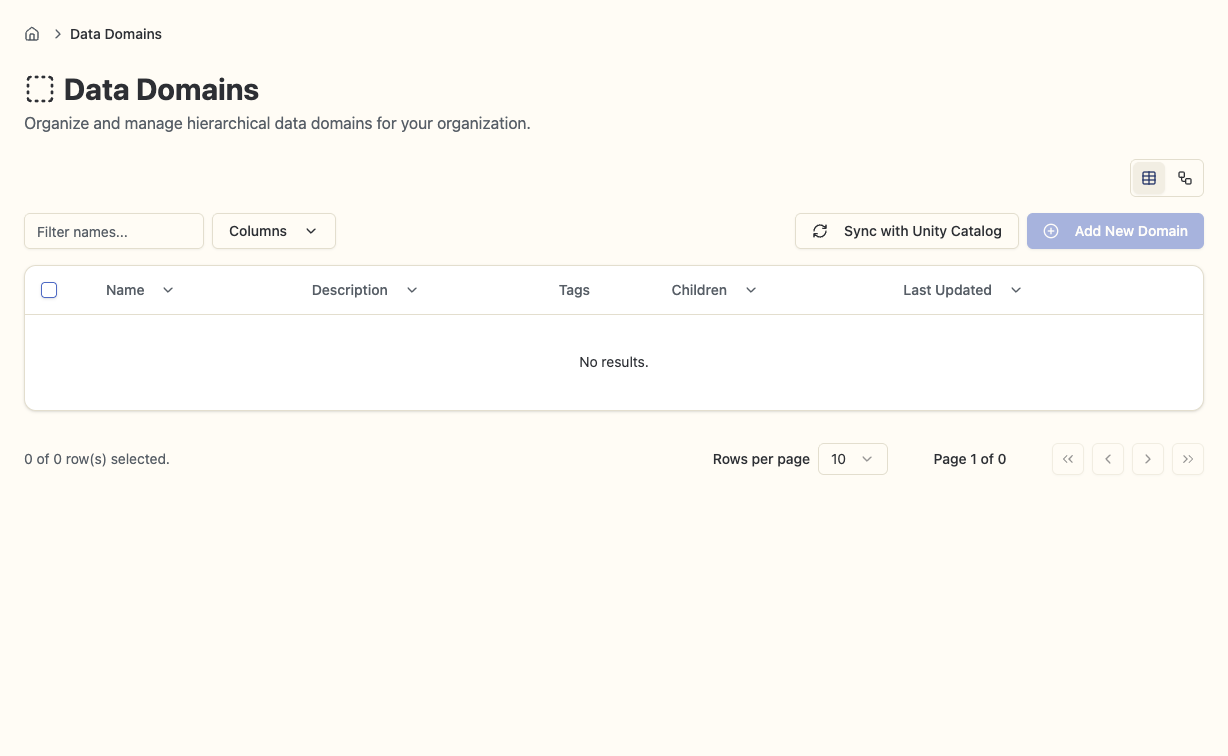 Data Domains
Data Domains
Organize and manage hierarchical data domains for your organization.
Filter names...
Columns
Sync with Unity Catalog
Add New Domain
Name
Description
Tags
Children
Last Updated
No results.
0 of 0 row(s) selected.
Rows per page
10
Page 1 of 0